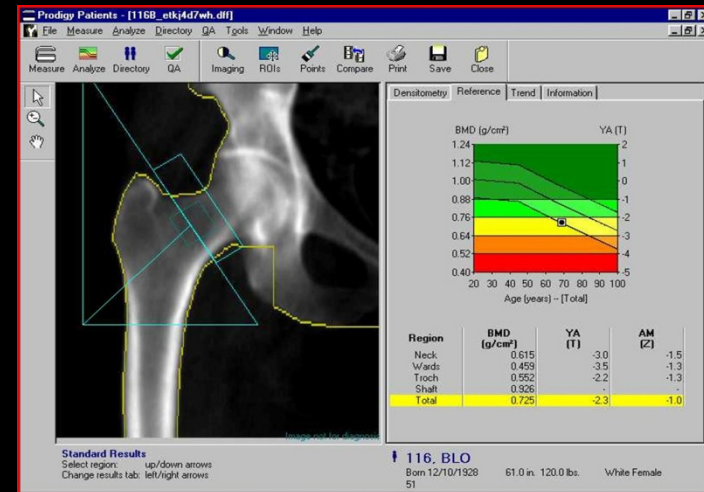 Prodigy Patients - [116B_etkj4d7wh.dff]
File Measure Analyze Directory QA Tools Window Help
Measure Analyze Directory QA Imaging ROIs Points Compare Print Save Close
Densitometry Reference Trend Information
BMD (g/cm²) YA (T)
1.24 2
1.12 1
1.00 0
0.88 -1
0.76 -2
0.64 -3
0.52 -4
0.40 -5
20 30 40 50 60 70 80 90 100
Age (years) -- [Total]
Region BMD (g/cm²) YA (T) AM (Z)
Neck 0.615 -3.0 -1.5
Wards 0.459 -3.5 -1.3
Troch 0.552 -2.2 -1.3
Shaft 0.926 - -
Total 0.725 -2.3 -1.0
Image not for diagnosis
Standard Results
Select region: up/down arrows
Change results tab: left/right arrows
116, BLO
Born 12/10/1928 61.0 in. 120.0 lbs. White Female
51